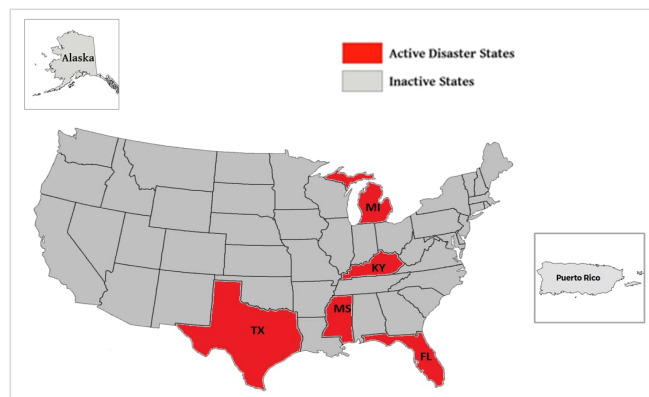 Alaska
Active Disaster States
Inactive States
MI
KY
MS
TX
FL
Puerto Rico